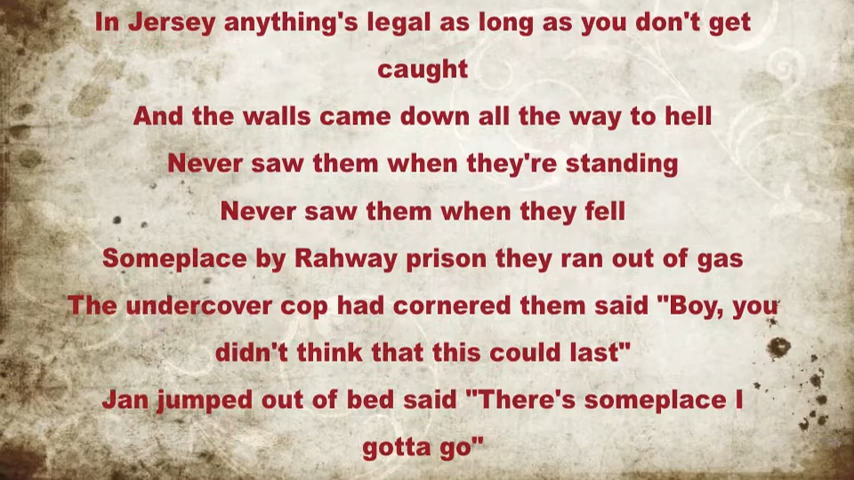 In Jersey anything's legal as long as you don't get
caught
And the walls came down all the way to hell
Never saw them when they're standing
Never saw them when they fell
Someplace by Rahway prison they ran out of gas
The undercover cop had cornered them said "Boy, you
didn't think that this could last"
Jan jumped out of bed said "There's someplace I
gotta go"